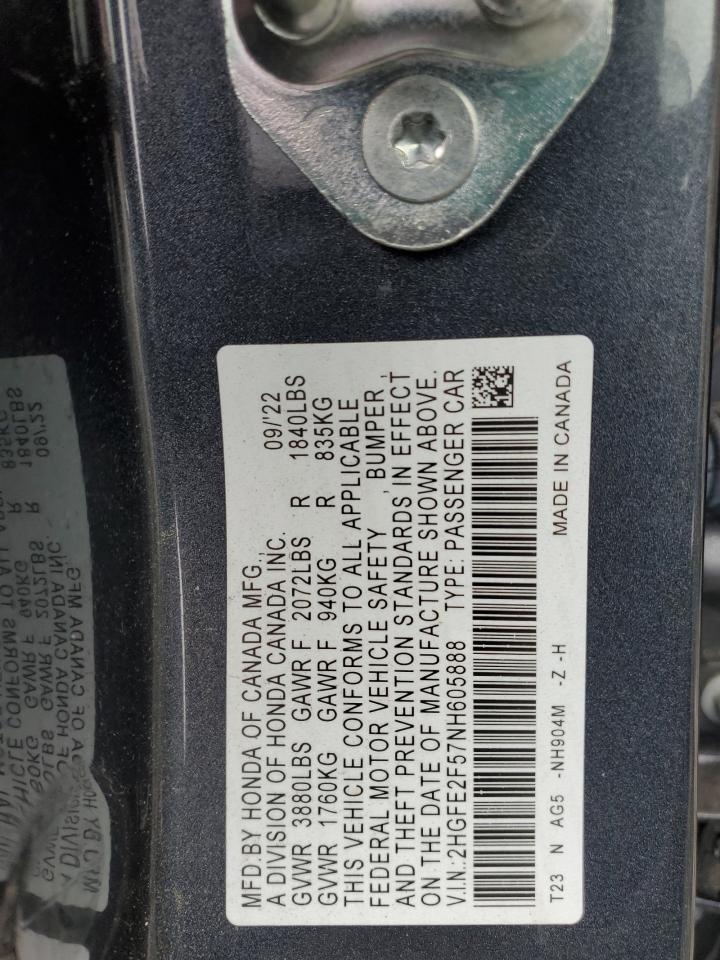 MFD.BY HONDA OF CANADA MFG.,
A DIVISION OF HONDA CANADA INC. 09/'22
GVWR 3880LBS GAWR F 2072LBS R 1840LBS
GVWR 1760KG GAWR F 940KG R 835KG
THIS VEHICLE CONFORMS TO ALL APPLICABLE
FEDERAL MOTOR VEHICLE SAFETY , BUMPER,
AND THEFT PREVENTION STANDARDS IN EFFECT
ON THE DATE OF MANUFACTURE SHOWN ABOVE.
V.I.N.:2HGFE2F57NH605888 TYPE: PASSENGER CAR
T23 N AG5 -NH904M -Z -H MADE IN CANADA